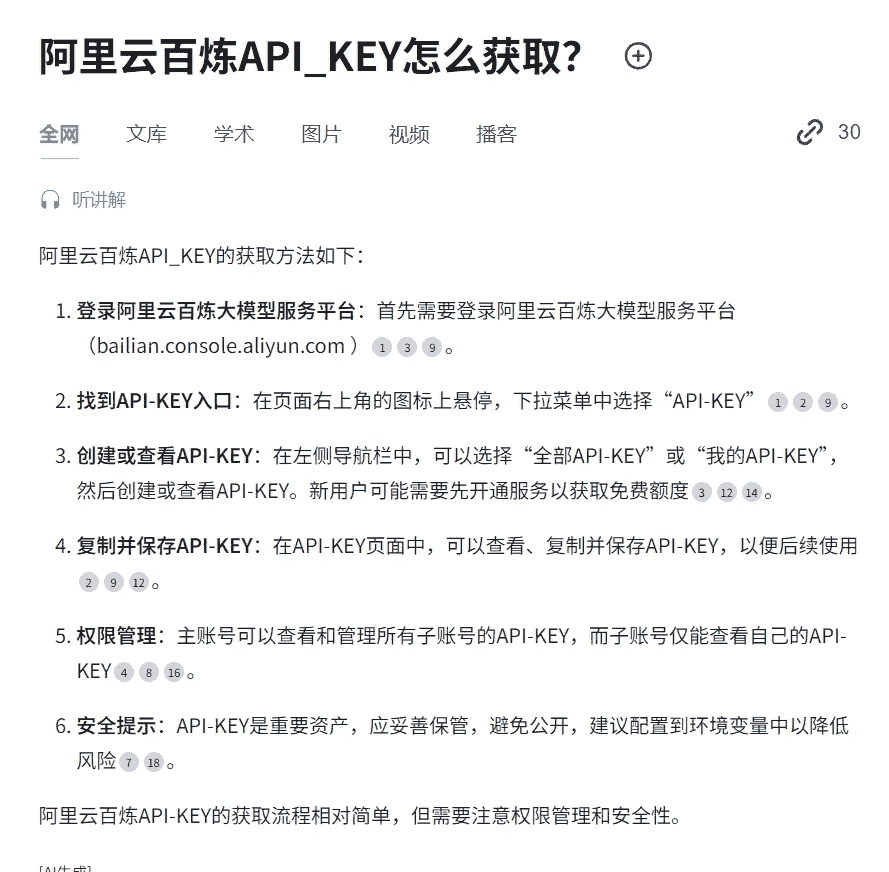 阿里云百炼API_KEY怎么获取？
全网 文库 学术 图片 视频 播客 30
听讲解
阿里云百炼API_KEY的获取方法如下：
1. 登录阿里云百炼大模型服务平台：首先需要登录阿里云百炼大模型服务平台
（bailian.console.aliyun.com ） 1 3 9 。
2. 找到API-KEY入口：在页面右上角的图标上悬停，下拉菜单中选择“API-KEY” 1 2 9 。
3. 创建或查看API-KEY：在左侧导航栏中，可以选择“全部API-KEY”或“我的API-KEY”，
然后创建或查看API-KEY。新用户可能需要先开通服务以获取免费额度 3 12 14 。
4. 复制并保存API-KEY：在API-KEY页面中，可以查看、复制并保存API-KEY，以便后续使用
2 9 12 。
5. 权限管理：主账号可以查看和管理所有子账号的API-KEY，而子账号仅能查看自己的API-
KEY 4 8 16 。
6. 安全提示：API-KEY是重要资产，应妥善保管，避免公开，建议配置到环境变量中以降低
风险 7 18 。
阿里云百炼API-KEY的获取流程相对简单，但需要注意权限管理和安全性。
[AI生成]